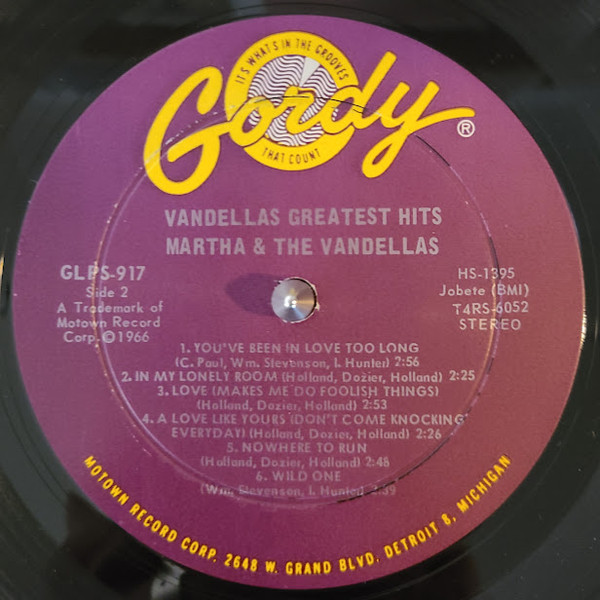 IT'S WHAT'S IN THE GROOVES
Gordy®
THAT COUNT
VANDELLAS GREATEST HITS
MARTHA & THE VANDELLAS
GLPS-917
Side 2
A Trademark of
Motown Record
Corp. ©1966
HS-1395
Jobete (BMI)
T4RS-6052
STEREO
1. YOU'VE BEEN IN LOVE TOO LONG
(C. Paul, Wm. Stevenson, I. Hunter) 2:56
2. IN MY LONELY ROOM (Holland, Dozier, Holland) 2:25
3. LOVE (MAKES ME DO FOOLISH THINGS)
(Holland, Dozier, Holland) 2:53
4. A LOVE LIKE YOURS (DON'T COME KNOCKING
EVERYDAY) (Holland, Dozier, Holland) 2:26
5. NOWHERE TO RUN
(Holland, Dozier, Holland) 2:48
6. WILD ONE
(Wm. Stevenson, I. Hunter)
MOTOWN RECORD CORP. 2648 W. GRAND BLVD. DETROIT 8, MICHIGAN